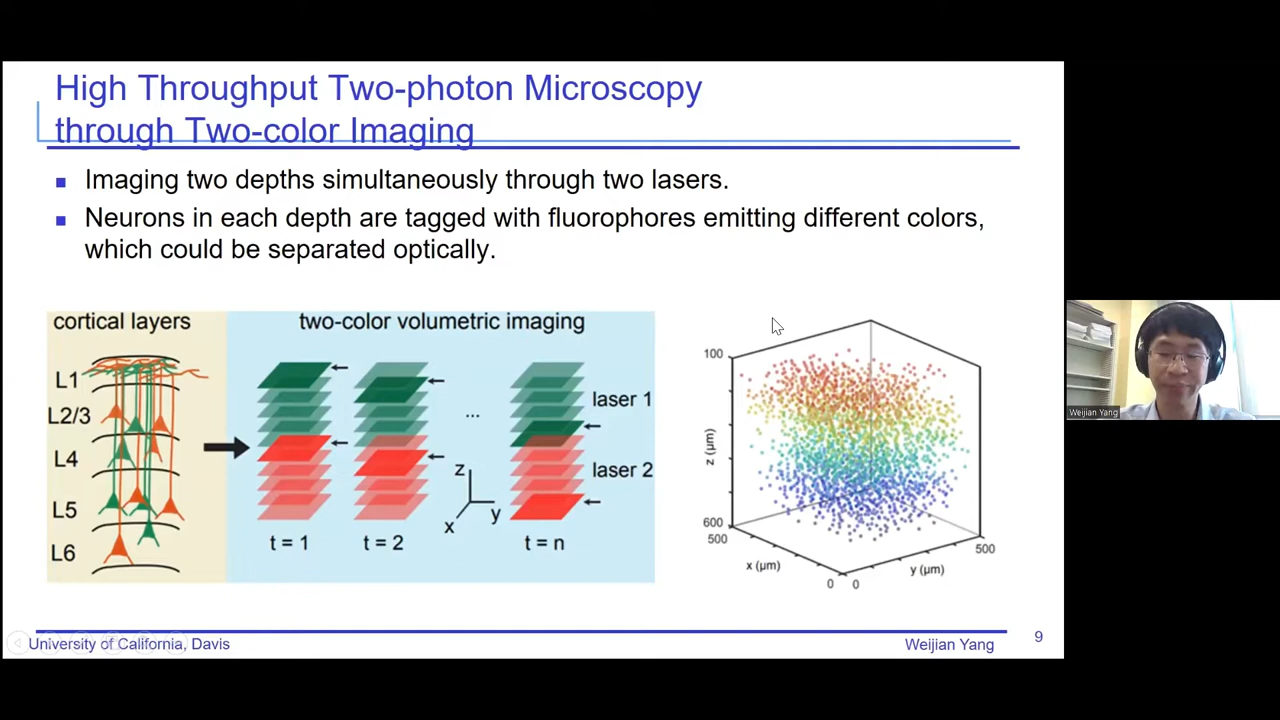 High Throughput Two-photon Microscopy
through Two-color Imaging
Imaging two depths simultaneously through two lasers.
Neurons in each depth are tagged with fluorophores emitting different colors,
which could be separated optically.
cortical layers
L1
L2/3
L4
L5
L6
two-color volumetric imaging
...
laser 1
laser 2
z
x
y
t = 1
t = 2
t = n
100
z (µm)
600
500
x (µm)
0
0
y (µm)
500
Weijian Yang
University of California, Davis
Weijian Yang
9